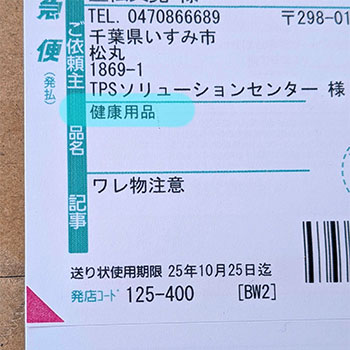 急便
(発払)
ご依頼主
TEL. 0470866689
〒298-01
千葉県いすみ市
松丸
1869-1
TPSソリューションセンター 様
品名
健康用品
記事
ワレ物注意
送り状使用期限 25年10月25日迄
発店コード 125-400 [BW2]